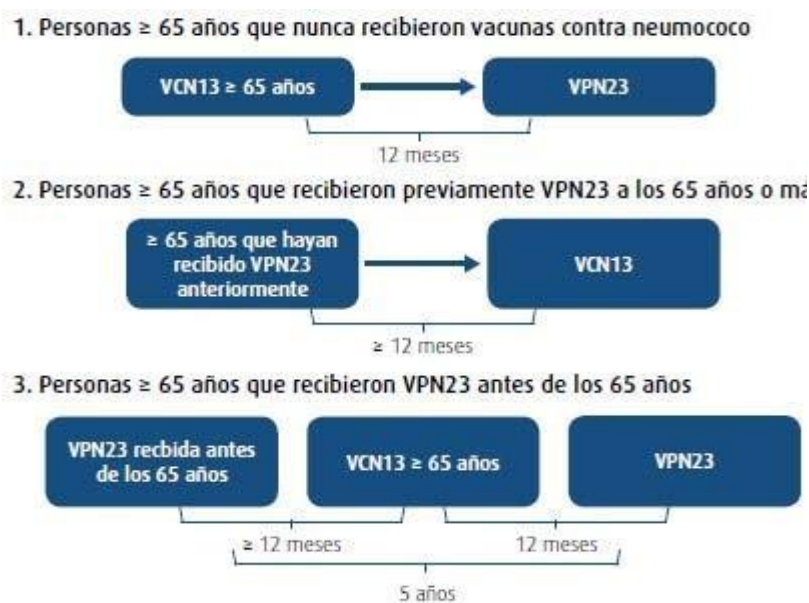 1. Personas ≥ 65 años que nunca recibieron vacunas contra neumococo
VCN13 ≥ 65 años
VPN23
12 meses
2. Personas ≥ 65 años que recibieron previamente VPN23 a los 65 años o má
≥ 65 años que hayan
recibido VPN23
anteriormente
VCN13
≥ 12 meses
3. Personas ≥ 65 años que recibieron VPN23 antes de los 65 años
VPN23 recbida antes
de los 65 años
VCN13 ≥ 65 años
VPN23
≥ 12 meses
12 meses
5 años